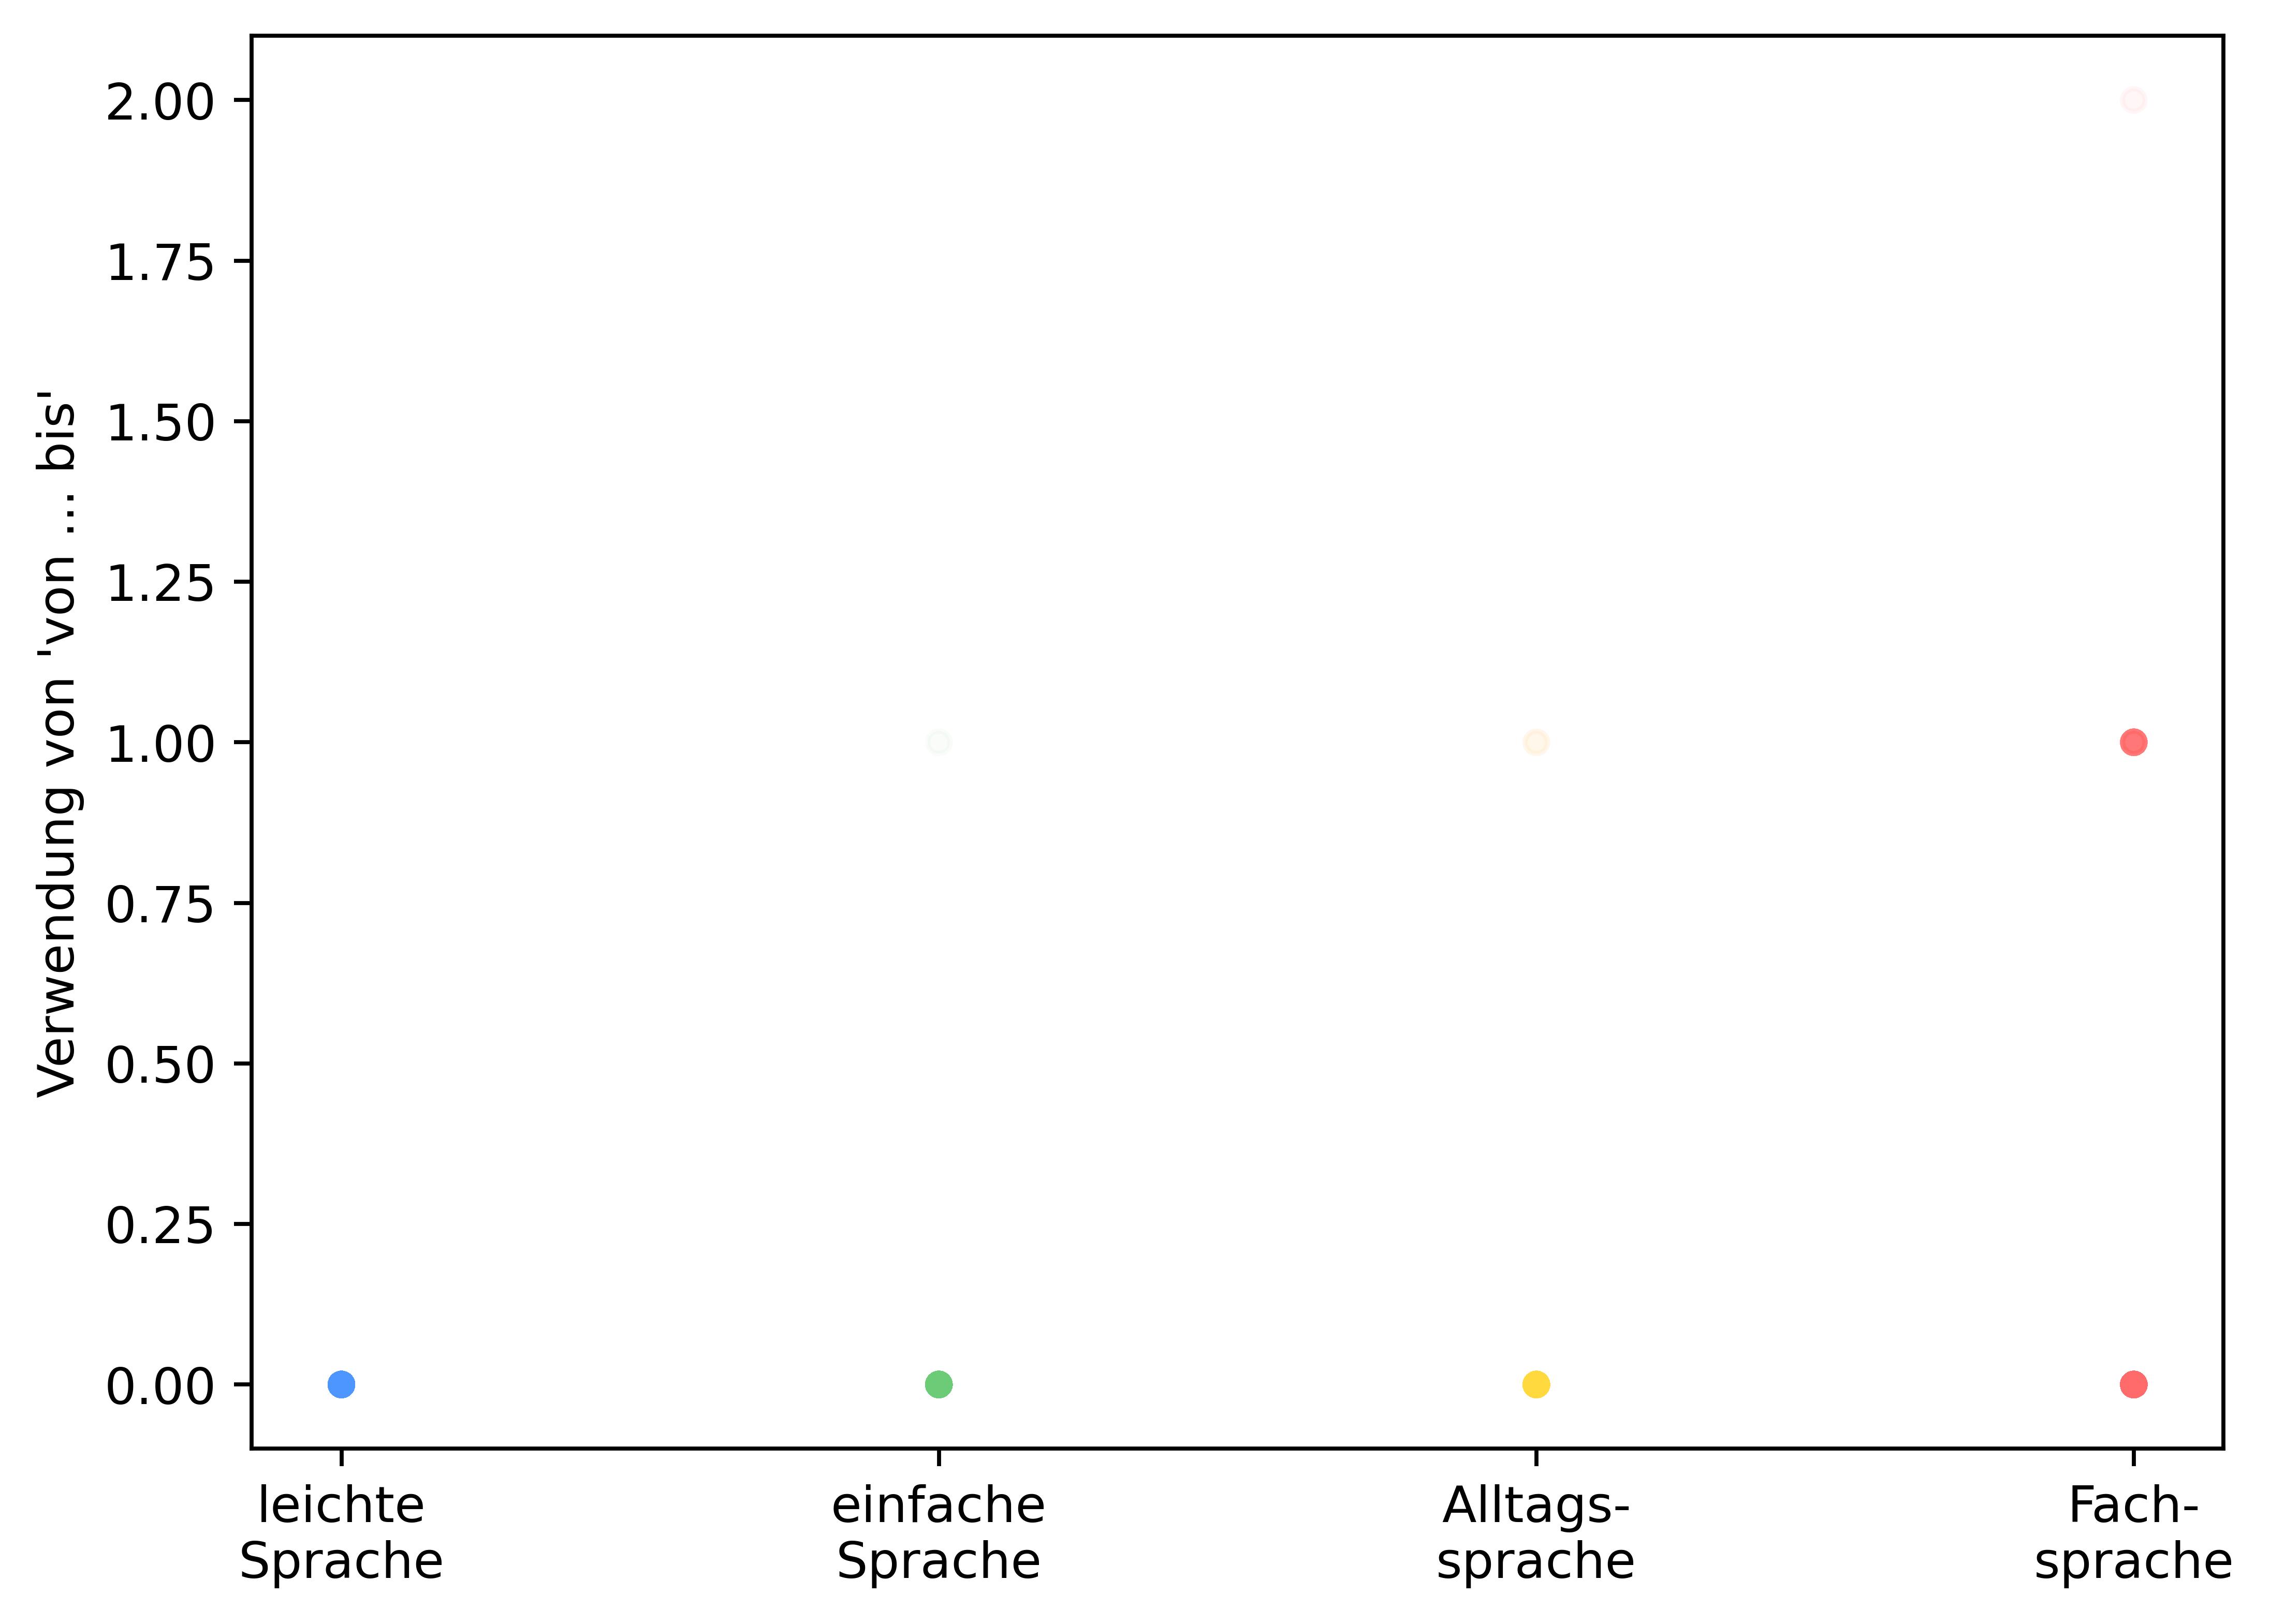 Verwendung von 'von ... bis'
2.00
1.75
1.50
1.25
1.00
0.75
0.50
0.25
0.00
leichte
Sprache
einfache
Sprache
Alltags-
sprache
Fach-
sprache